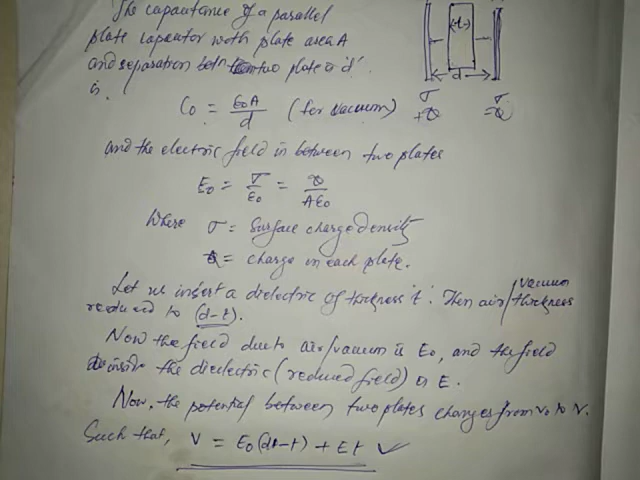 The capacitance of a parallel
plate capacitor with plate area A
and separation betn two plate is 'd'.
is.
t
d
C0 = ε0A/d (for vacuum)
σ
+Q
σ
=Q
and the electric field in between two plates
E0 = σ/ε0 = Q/Aε0
Where σ = Surface charge density
Q = charge in each plate.
Let us insert a dielectric of thickness 't'. Then air/vacuum thickness
reduced to (d-t).
Now the field due to air/vacuum is E0, and the field
inside the dielectric (reduced field) is E.
Now, the potential between two plates changes from V0 to V.
Such that, V = E0(d-t) + Et ✓